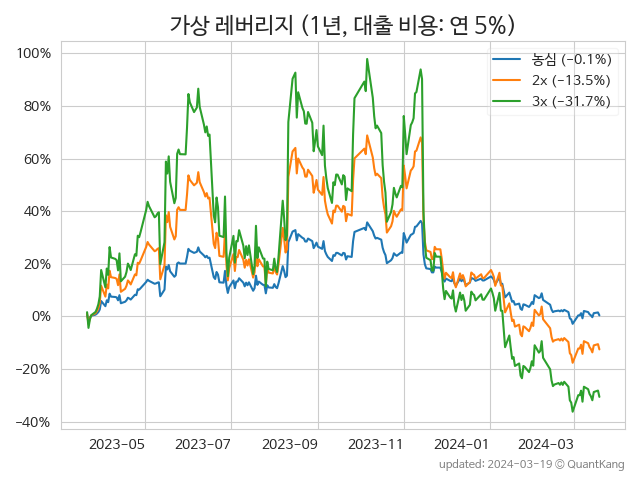 가상 레버리지 (1년, 대출 비용: 연 5%)
100%
80%
60%
40%
20%
0%
−20%
−40%
농심 (−0.1%)
2x (−13.5%)
3x (−31.7%)
2023-05
2023-07
2023-09
2023-11
2024-01
2024-03
updated: 2024-03-19 © QuantKang